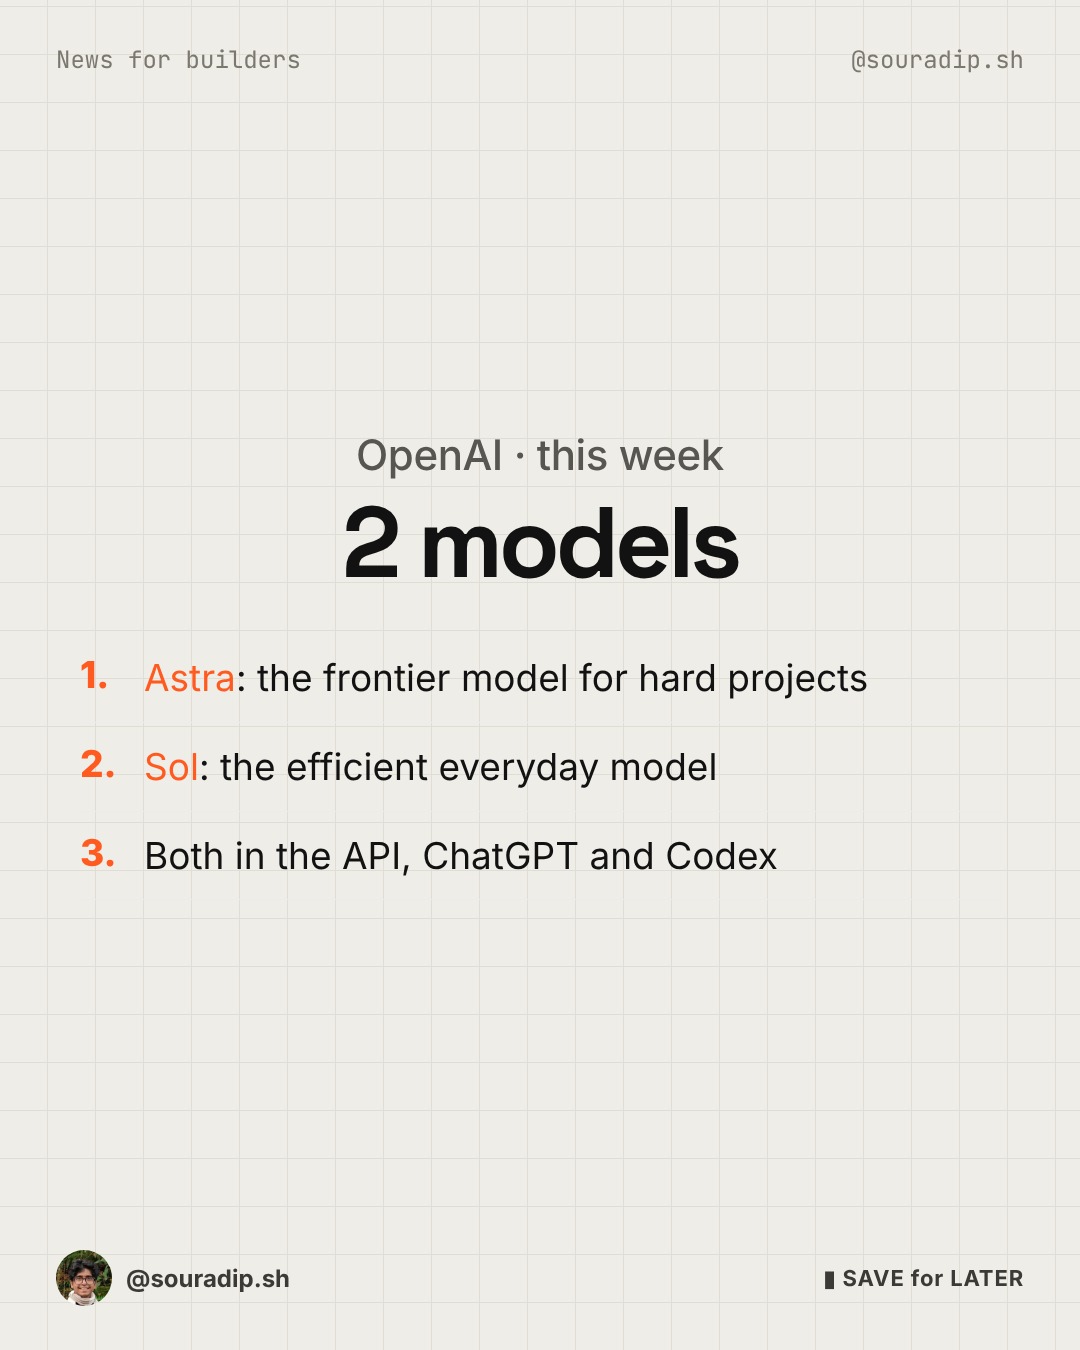 News for builders
@souradip.sh
OpenAI · this week
2 models
1. Astra: the frontier model for hard projects
2. Sol: the efficient everyday model
3. Both in the API, ChatGPT and Codex
@souradip.sh
SAVE for LATER